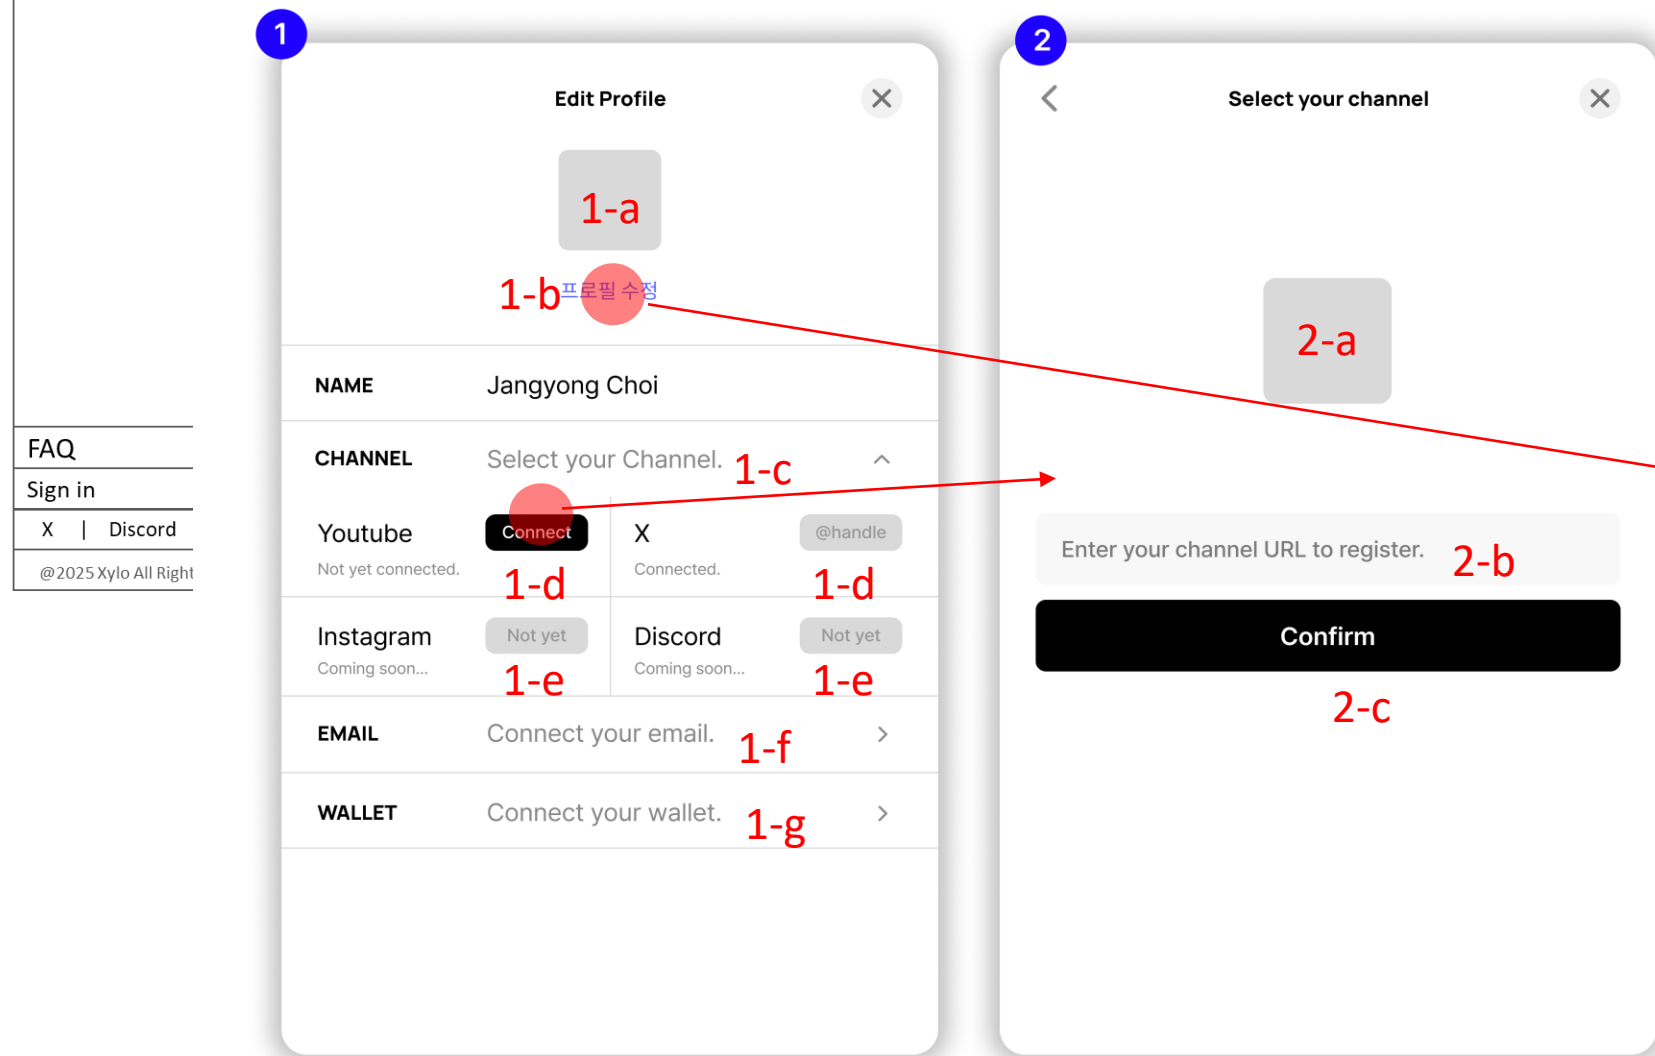 FAQ
Sign in
X | Discord
@2025 Xylo All Right
1
Edit Profile
1-a
1-b 프로필 수정
NAME Jangyong Choi
CHANNEL Select your Channel. 1-c
Youtube Connect X @handle
Not yet connected. 1-d Connected. 1-d
Instagram Not yet Discord Not yet
Coming soon... 1-e Coming soon... 1-e
EMAIL Connect your email. 1-f
WALLET Connect your wallet. 1-g
2
Select your channel
2-a
Enter your channel URL to register. 2-b
Confirm
2-c